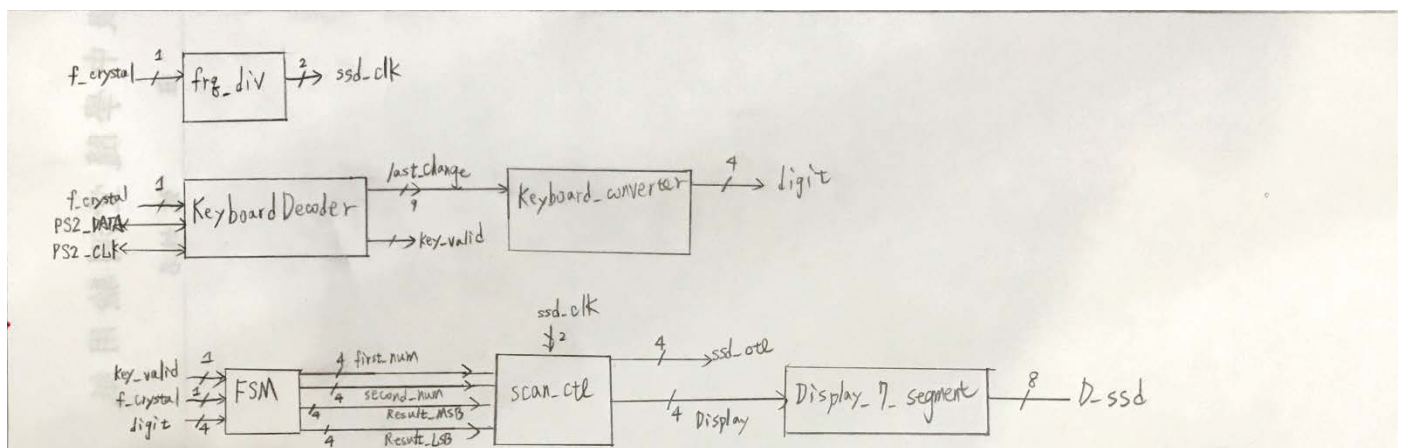 f_crystal 1 frq_div 2 ssd_clk
last_change
f_crystal 1 Keyboard Decoder 9 Keyboard_converter 4 digit
PS2_DATA
PS2_CLK key_valid
ssd_clk
2
key_valid 1 4 first_num 4 ssd_ctl
f_crystal 1 FSM 4 second_num scan_ctl Display_7_segment 8 D_ssd
digit 4 4 Result_MSB 4 Display
4 Result_LSB